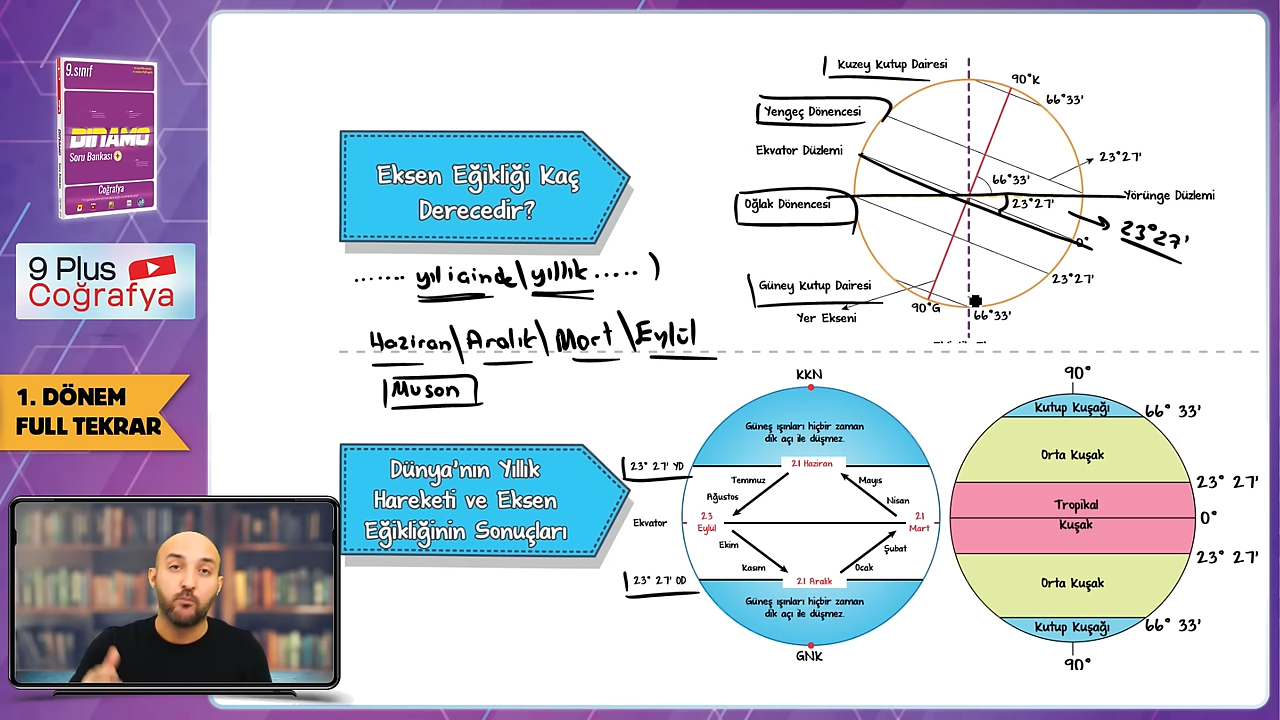 9.sınıf
DİNAMO
Soru Bankası +
Coğrafya
9 Plus
Coğrafya
1. DÖNEM
FULL TEKRAR
Eksen Eğikliği Kaç
Derecedir?
...... yıl içinde | yıllık ..... )
Haziran | Aralık | Mart | Eylül
Muson
Dünya'nın Yıllık
Hareketi ve Eksen
Eğikliğinin Sonuçları
Kuzey Kutup Dairesi
90°K
66°33'
Yengeç Dönencesi
Ekvator Düzlemi
23°27'
66°33'
Yörünge Düzlemi
Oğlak Dönencesi
23°27'
23°27'
0°
23°27'
Güney Kutup Dairesi
90°G
66°33'
Yer Ekseni
KKN
Güneş ışınları hiçbir zaman
dik açı ile düşmez.
23° 27' YD
21 Haziran
Temmuz
Mayıs
Ağustos
Nisan
Ekvator
23
Eylül
21
Mart
Ekim
Şubat
Kasım
Ocak
23° 27' OD
21 Aralık
Güneş ışınları hiçbir zaman
dik açı ile düşmez.
GNK
90°
Kutup Kuşağı
66° 33'
Orta Kuşak
23° 27'
Tropikal
Kuşak
0°
23° 27'
Orta Kuşak
Kutup Kuşağı
66° 33'
90°